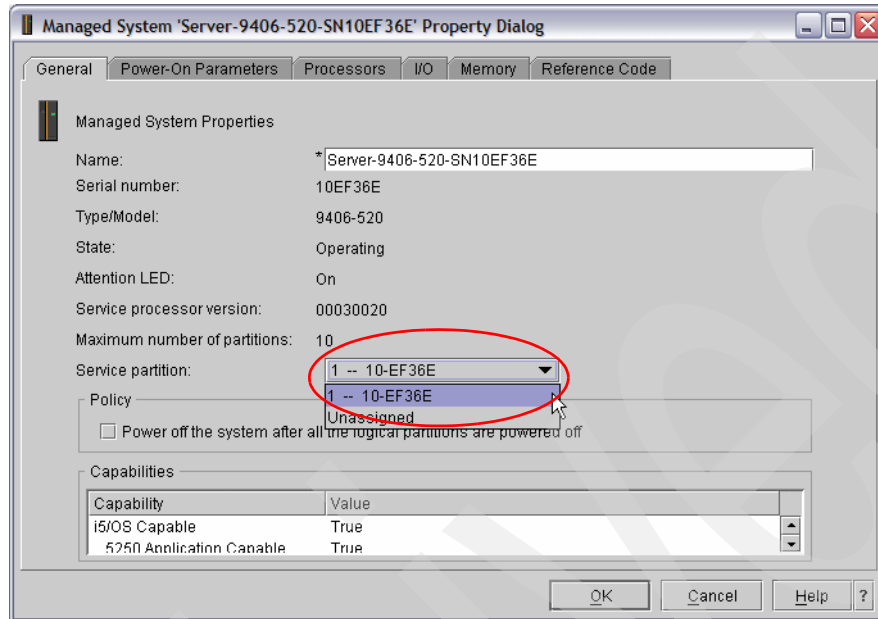 Managed System 'Server-9406-520-SN10EF36E' Property Dialog
General Power-On Parameters Processors I/O Memory Reference Code
Managed System Properties
Name: *Server-9406-520-SN10EF36E
Serial number: 10EF36E
Type/Model: 9406-520
State: Operating
Attention LED: On
Service processor version: 00030020
Maximum number of partitions: 10
Service partition: 1 -- 10-EF36E
1 -- 10-EF36E
Unassigned
Policy
Power off the system after all the logical partitions are powered off
Capabilities
Capability Value
i5/OS Capable True
5250 Application Capable True
OK Cancel Help ?